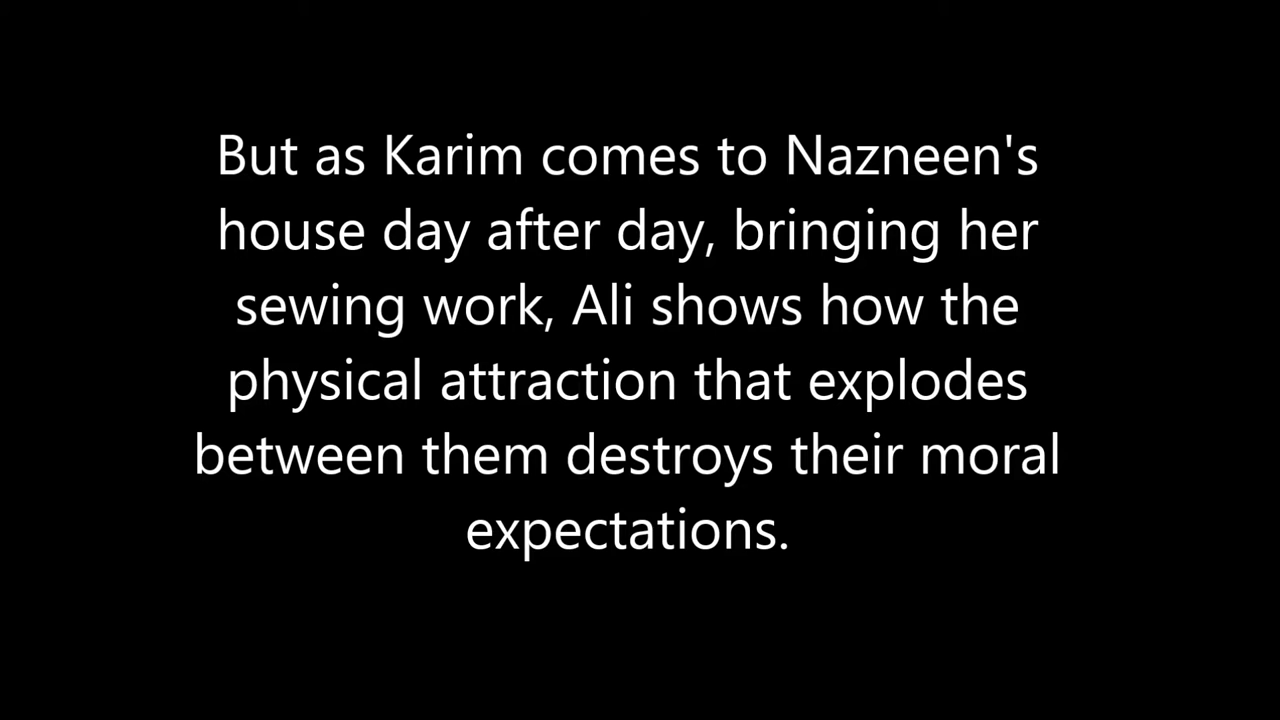 But as Karim comes to Nazneen's
house day after day, bringing her
sewing work, Ali shows how the
physical attraction that explodes
between them destroys their moral
expectations.